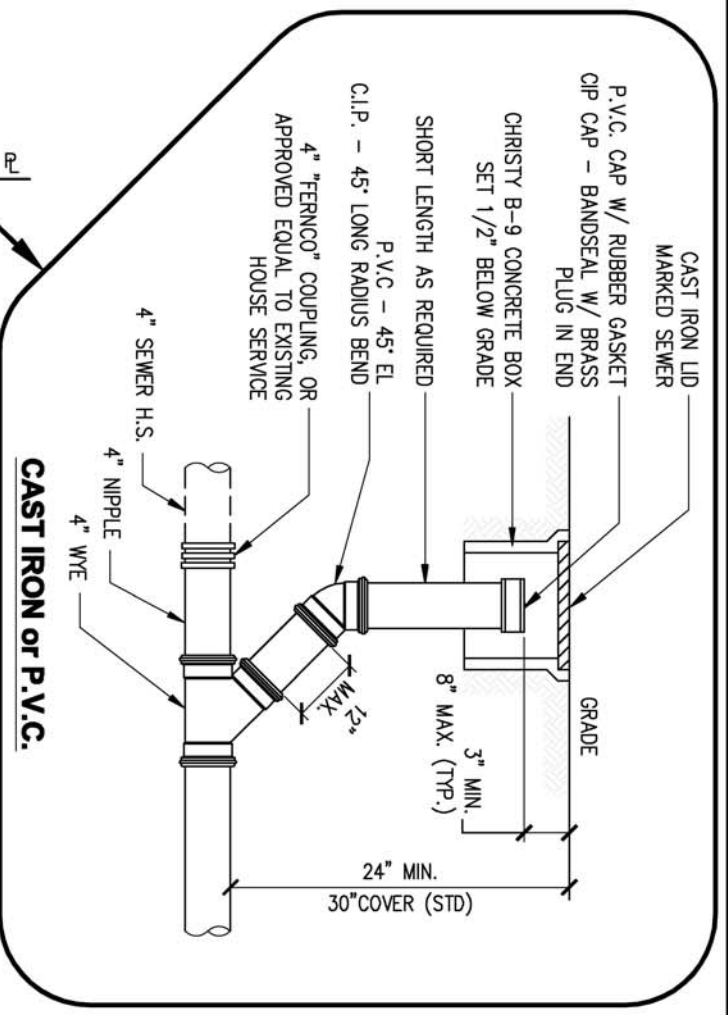 CAST IRON LID
MARKED SEWER
P.V.C. CAP W/ RUBBER GASKET
CIP CAP - BANDSEAL W/ BRASS
PLUG IN END
CHRISTY B-9 CONCRETE BOX
SET 1/2" BELOW GRADE
SHORT LENGTH AS REQUIRED
P.V.C - 45° EL
C.I.P. - 45° LONG RADIUS BEND
4" "FERNCO" COUPLING, OR
APPROVED EQUAL TO EXISTING
HOUSE SERVICE
4" SEWER H.S.
4" NIPPLE
4" WYE
GRADE
3" MIN.
8" MAX. (TYP.)
12"
MAX.
24" MIN.
30"COVER (STD)
CAST IRON or P.V.C.
PL